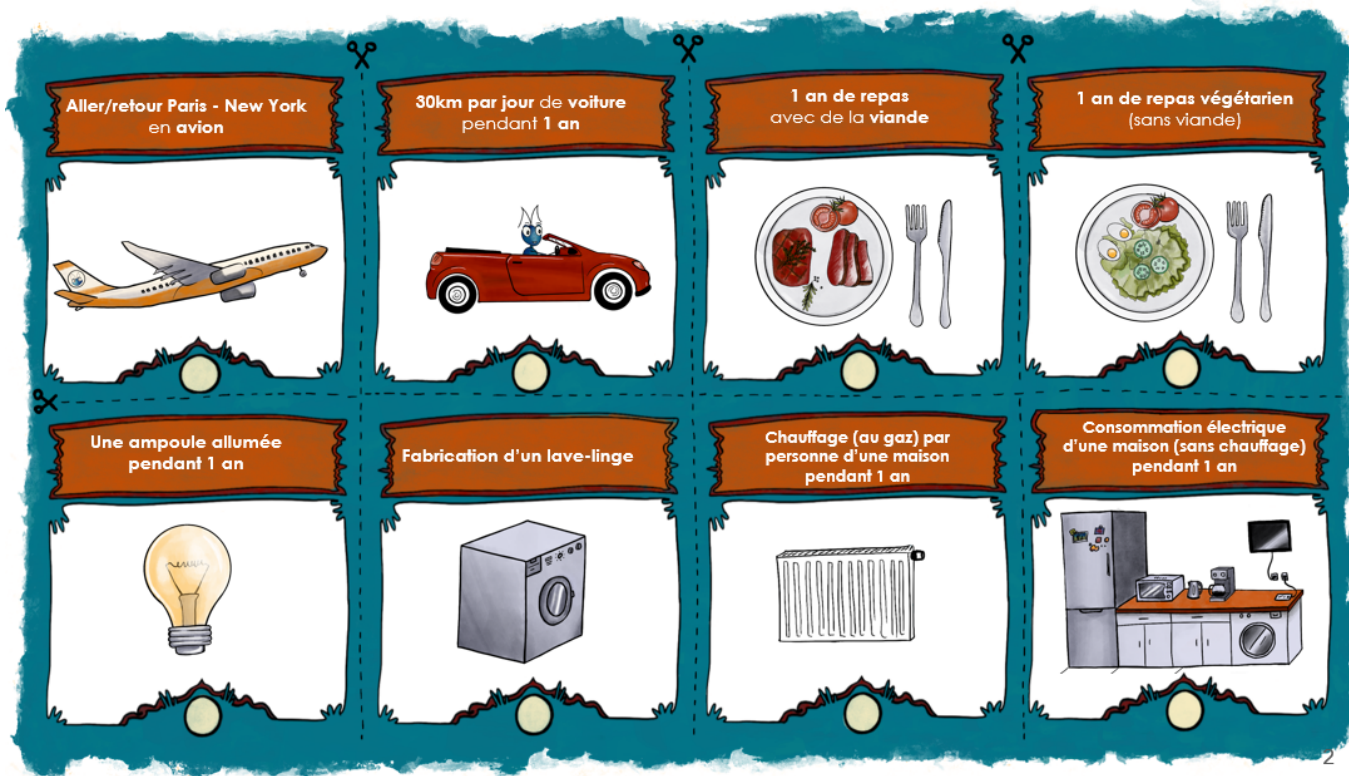 Aller/retour Paris - New York
en avion
30km par jour de voiture
pendant 1 an
1 an de repas
avec de la viande
1 an de repas végétarien
(sans viande)
Une ampoule allumée
pendant 1 an
Fabrication d'un lave-linge
Chauffage (au gaz) par
personne d'une maison
pendant 1 an
Consommation électrique
d'une maison (sans chauffage)
pendant 1 an
2